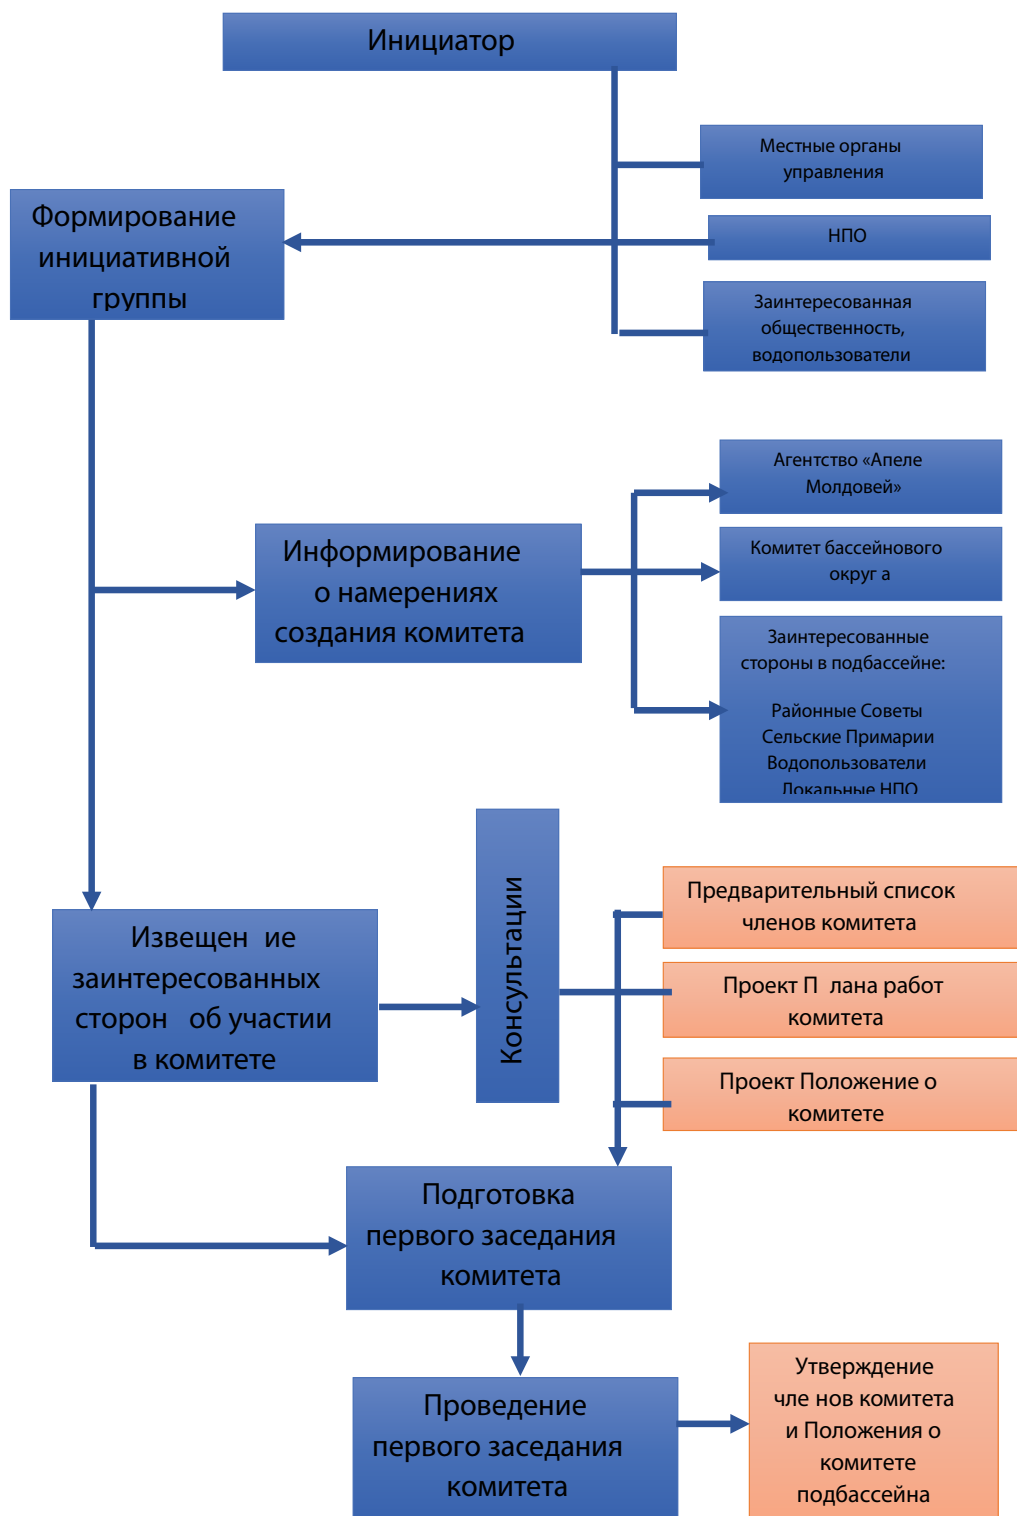 Инициатор
Местные органы
управления
Формирование
инициативной
группы
НПО
Заинтересованная
общественность,
водопользователи
Агентство «Апеле
Молдовей»
Информирование
о намерениях
создания комитета
Комитет бассейнового
округ а
Заинтересованные
стороны в подбассейне:
Районные Советы
Сельские Примарии
Водопользователи
Локальные НПО
Консультации
Предварительный список
членов комитета
Извещен ие
заинтересованных
сторон об участии
в комитете
Проект П лана работ
комитета
Проект Положение о
комитете
Подготовка
первого заседания
комитета
Проведение
первого заседания
комитета
Утверждение
чле нов комитета
и Положения о
комитете
подбассейна